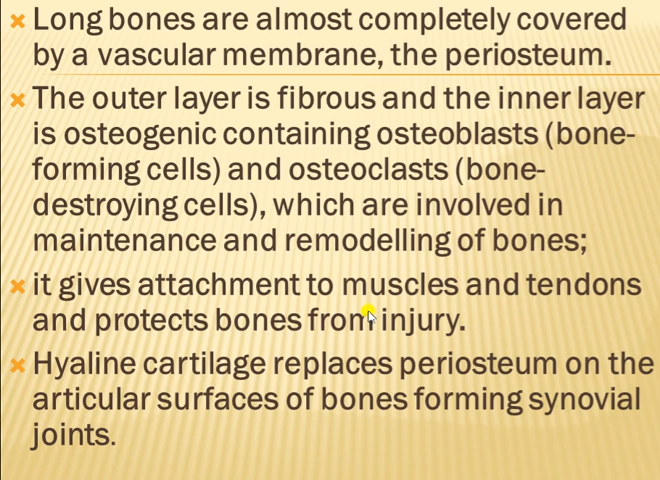 Long bones are almost completely covered
by a vascular membrane, the periosteum.
The outer layer is fibrous and the inner layer
is osteogenic containing osteoblasts (bone-
forming cells) and osteoclasts (bone-
destroying cells), which are involved in
maintenance and remodelling of bones;
it gives attachment to muscles and tendons
and protects bones from injury.
Hyaline cartilage replaces periosteum on the
articular surfaces of bones forming synovial
joints.